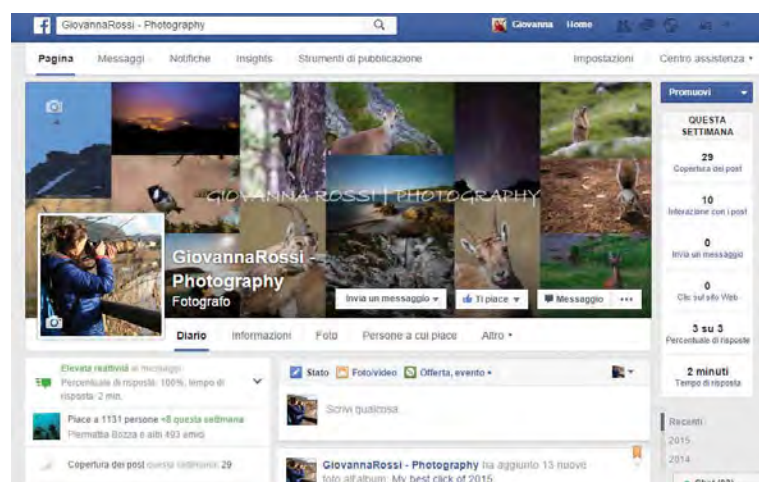 GiovannaRossi - Photography
Giovanna Home
Pagina Messaggi Notifiche Insights Strumenti di pubblicazione Impostazioni Centro assistenza
Promuovi
QUESTA
SETTIMANA
29
Copertura dei post
10
Interazione con i post
0
Invia un messaggio
0
Clic sul sito Web
3 su 3
Percentuale di risposte
2 minuti
Tempo di risposta
Recenti
2015
2014
GIOVANNA ROSSI | PHOTOGRAPHY
GiovannaRossi -
Photography
Fotografo
Invia un messaggio Ti piace Messaggio •••
Diario Informazioni Foto Persone a cui piace Altro
Elevata reattività ai messaggi
Percentuale di risposta: 100%, tempo di
risposta: 2 min.
Piace a 1131 persone +8 questa settimana
Piermattia Bozza e altri 493 amici
Copertura dei post questa settimana: 29
Stato Foto/video Offerta, evento +
Scrivi qualcosa...
GiovannaRossi - Photography ha aggiunto 13 nuove
foto all'album: My best click of 2015